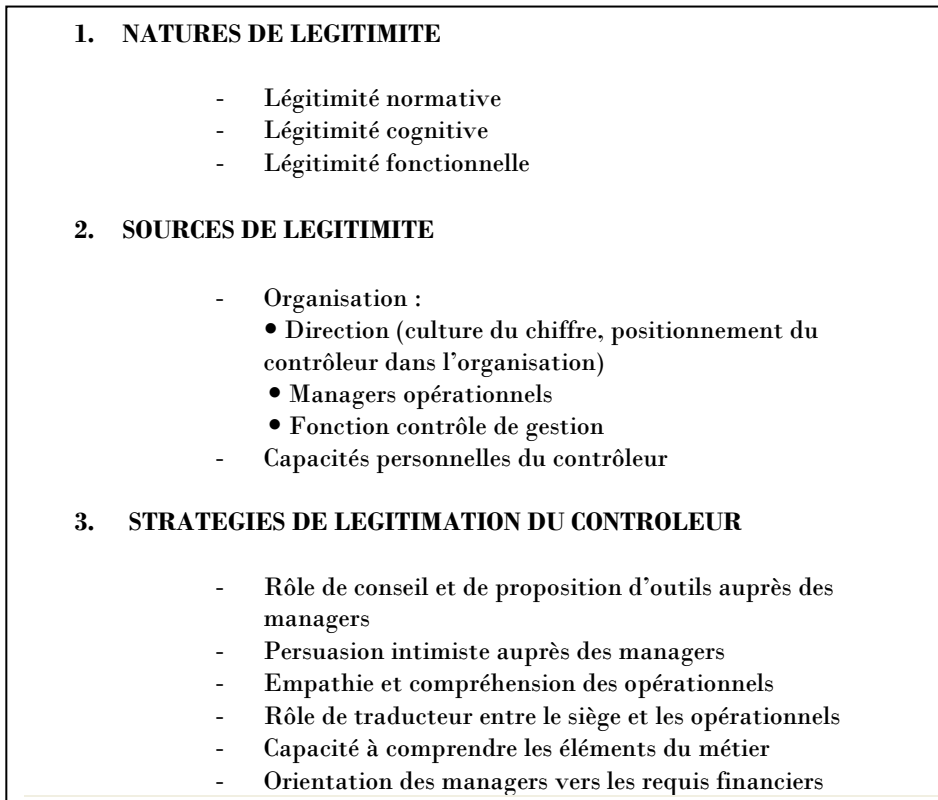 1. NATURES DE LEGITIMITE
- Légitimité normative
- Légitimité cognitive
- Légitimité fonctionnelle
2. SOURCES DE LEGITIMITE
- Organisation :
• Direction (culture du chiffre, positionnement du
contrôleur dans l'organisation)
• Managers opérationnels
• Fonction contrôle de gestion
- Capacités personnelles du contrôleur
3. STRATEGIES DE LEGITIMATION DU CONTROLEUR
- Rôle de conseil et de proposition d'outils auprès des
managers
- Persuasion intimiste auprès des managers
- Empathie et compréhension des opérationnels
- Rôle de traducteur entre le siège et les opérationnels
- Capacité à comprendre les éléments du métier
- Orientation des managers vers les requis financiers